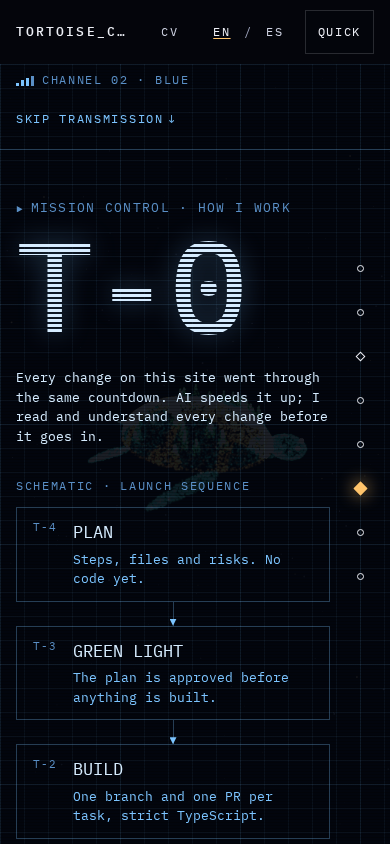 TORTOISE_C…
CV
EN / ES
QUICK
CHANNEL 02 · BLUE
SKIP TRANSMISSION ↓
▸ MISSION CONTROL · HOW I WORK
T-0
Every change on this site went through
the same countdown. AI speeds it up; I
read and understand every change before
it goes in.
SCHEMATIC · LAUNCH SEQUENCE
T-4 PLAN
Steps, files and risks. No
code yet.
T-3 GREEN LIGHT
The plan is approved before
anything is built.
T-2 BUILD
One branch and one PR per
task, strict TypeScript.